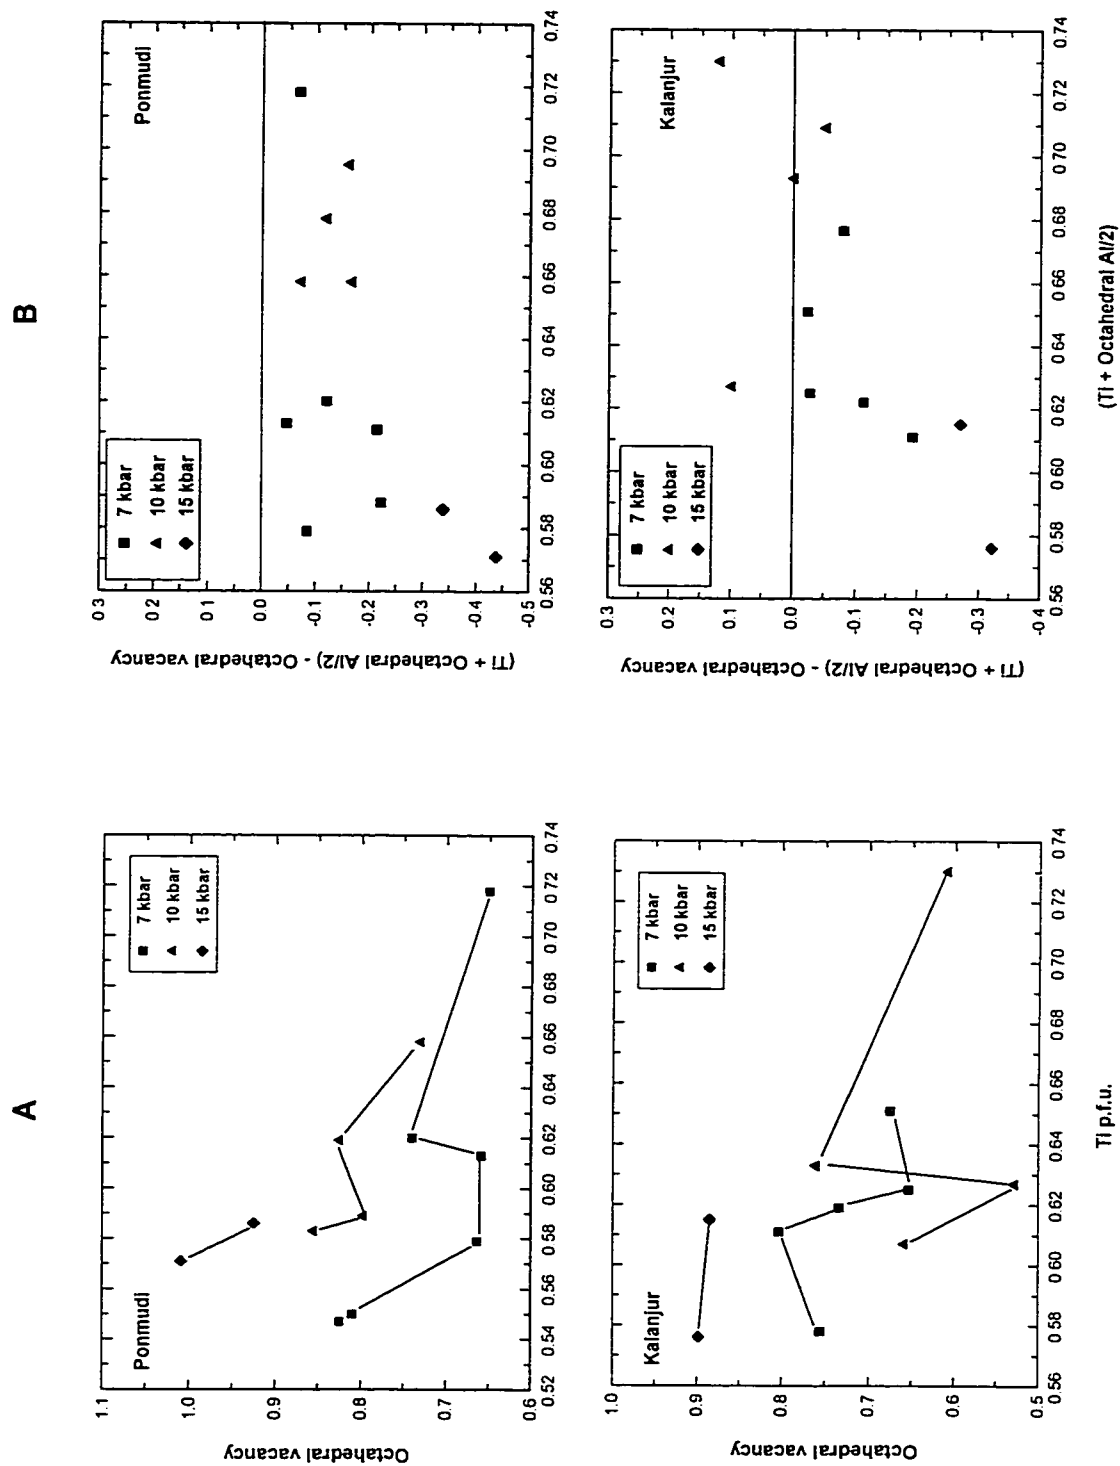 A
B
1.1
1.0
0.9
0.8
0.7
0.6
Octahedral vacancy
Ponmudi
7 kbar
10 kbar
15 kbar
0.52
0.54
0.56
0.58
0.60
0.62
0.64
0.66
0.68
0.70
0.72
0.74
1.0
0.9
0.8
0.7
0.6
0.5
Octahedral vacancy
Kalanjur
7 kbar
10 kbar
15 kbar
0.56
0.58
0.60
0.62
0.64
0.66
0.68
0.70
0.72
0.74
Ti p.f.u.
0.3
0.2
0.1
0.0
-0.1
-0.2
-0.3
-0.4
-0.5
(Ti + Octahedral Al/2) - Octahedral vacancy
7 kbar
10 kbar
15 kbar
Ponmudi
0.56
0.58
0.60
0.62
0.64
0.66
0.68
0.70
0.72
0.74
0.3
0.2
0.1
0.0
-0.1
-0.2
-0.3
-0.4
(Ti + Octahedral Al/2) - Octahedral vacancy
7 kbar
10 kbar
15 kbar
Kalanjur
0.56
0.58
0.60
0.62
0.64
0.66
0.68
0.70
0.72
0.74
(Ti + Octahedral Al/2)